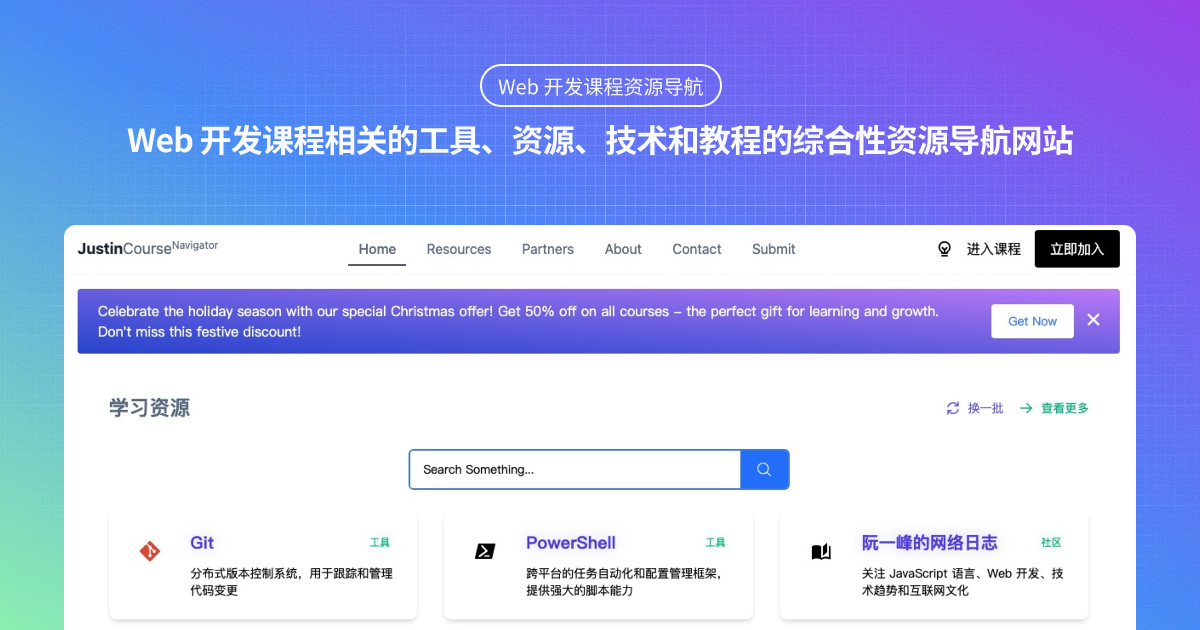 Web 开发课程资源导航
Web 开发课程相关的工具、资源、技术和教程的综合性资源导航网站
JustinCourseNavigator
Home
Resources
Partners
About
Contact
Submit
进入课程
立即加入
Celebrate the holiday season with our special Christmas offer! Get 50% off on all courses – the perfect gift for learning and growth.
Don't miss this festive discount!
Get Now
学习资源
换一批
查看更多
Search Something...
Git
工具
分布式版本控制系统，用于跟踪和管理
代码变更
PowerShell
工具
跨平台的任务自动化和配置管理框架，
提供强大的脚本能力
阮一峰的网络日志
社区
关注 JavaScript 语言、Web 开发、技
术趋势和互联网文化